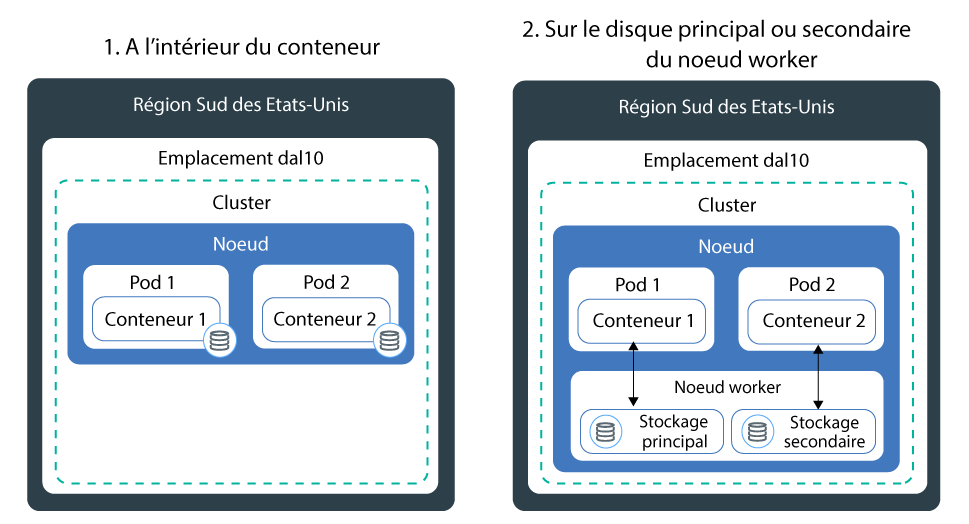 1. A l'intérieur du conteneur
Région Sud des Etats-Unis
Emplacement dal10
Cluster
Noeud
Pod 1
Conteneur 1
Pod 2
Conteneur 2
2. Sur le disque principal ou secondaire
du noeud worker
Région Sud des Etats-Unis
Emplacement dal10
Cluster
Noeud
Pod 1
Conteneur 1
Pod 2
Conteneur 2
Noeud worker
Stockage
principal
Stockage
secondaire